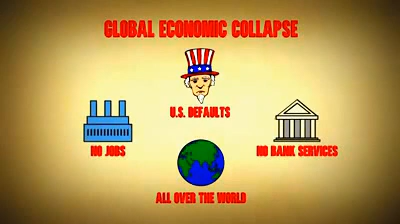 GLOBAL ECONOMIC COLLAPSE
U.S. DEFAULTS
NO JOBS
NO BANK SERVICES
ALL OVER THE WORLD